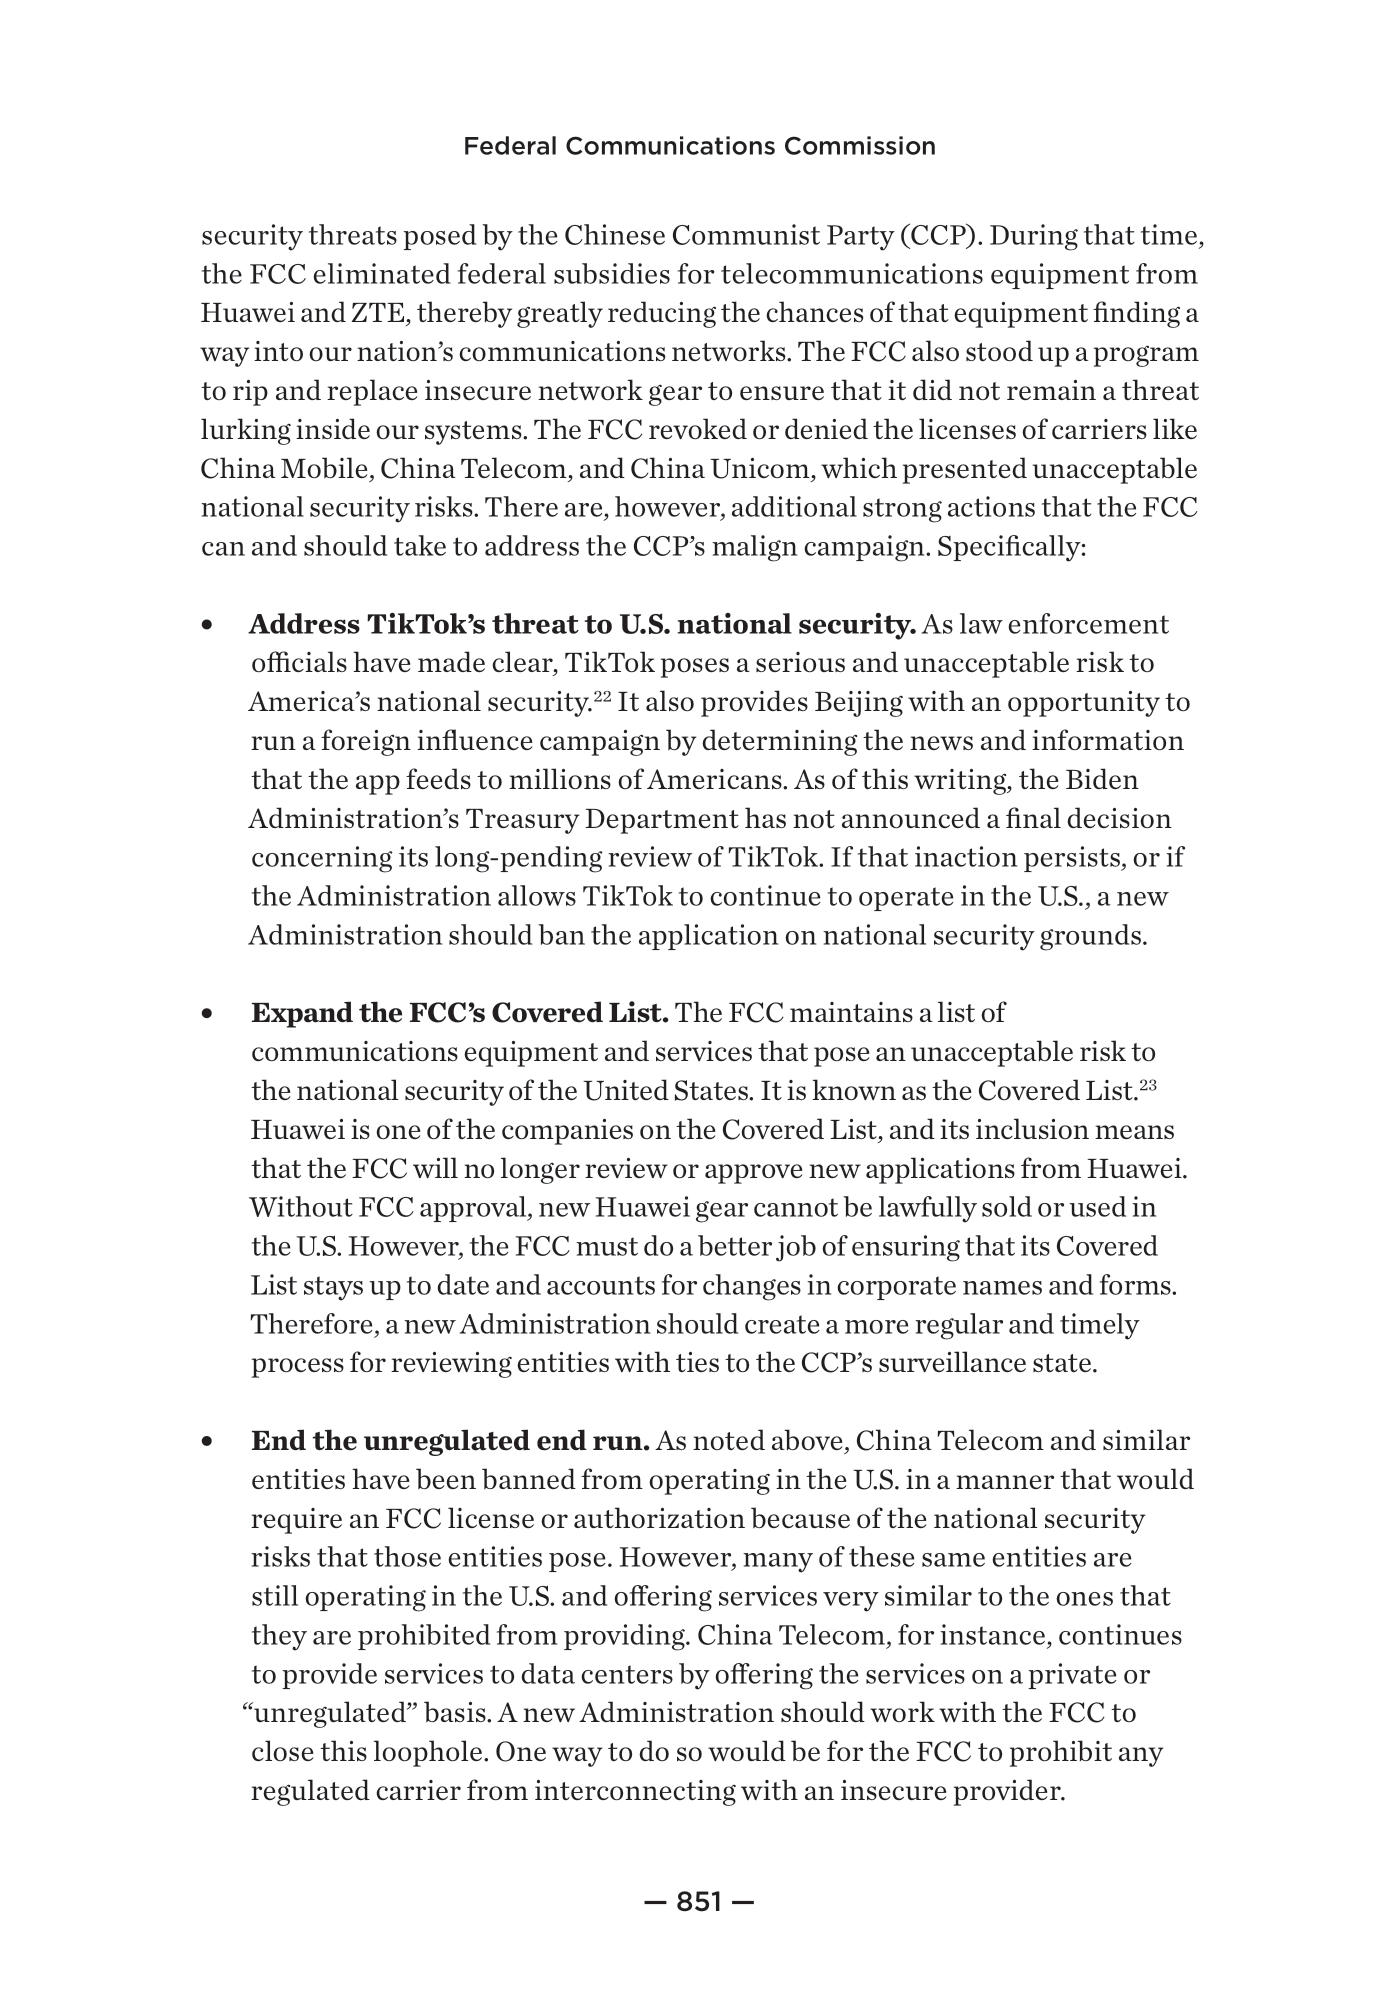 Federal Communications Commission
security threats posed by the Chinese Communist Party (CCP). During that time,
the FCC eliminated federal subsidies for telecommunications equipment from
Huawei and ZTE, thereby greatly reducing the chances of that equipment finding a
way into our nation’s communications networks. The FCC also stood up a program
to rip and replace insecure network gear to ensure that it did not remain a threat
lurking inside our systems. The FCC revoked or denied the licenses of carriers like
China Mobile, China Telecom, and China Unicom, which presented unacceptable
national security risks. There are, however, additional strong actions that the FCC
can and should take to address the CCP’s malign campaign. Specifically:
• Address TikTok’s threat to U.S. national security. As law enforcement
officials have made clear, TikTok poses a serious and unacceptable risk to
America’s national security.²² It also provides Beijing with an opportunity to
run a foreign influence campaign by determining the news and information
that the app feeds to millions of Americans. As of this writing, the Biden
Administration’s Treasury Department has not announced a final decision
concerning its long-pending review of TikTok. If that inaction persists, or if
the Administration allows TikTok to continue to operate in the U.S., a new
Administration should ban the application on national security grounds.
• Expand the FCC’s Covered List. The FCC maintains a list of
communications equipment and services that pose an unacceptable risk to
the national security of the United States. It is known as the Covered List.²³
Huawei is one of the companies on the Covered List, and its inclusion means
that the FCC will no longer review or approve new applications from Huawei.
Without FCC approval, new Huawei gear cannot be lawfully sold or used in
the U.S. However, the FCC must do a better job of ensuring that its Covered
List stays up to date and accounts for changes in corporate names and forms.
Therefore, a new Administration should create a more regular and timely
process for reviewing entities with ties to the CCP’s surveillance state.
• End the unregulated end run. As noted above, China Telecom and similar
entities have been banned from operating in the U.S. in a manner that would
require an FCC license or authorization because of the national security
risks that those entities pose. However, many of these same entities are
still operating in the U.S. and offering services very similar to the ones that
they are prohibited from providing. China Telecom, for instance, continues
to provide services to data centers by offering the services on a private or
“unregulated” basis. A new Administration should work with the FCC to
close this loophole. One way to do so would be for the FCC to prohibit any
regulated carrier from interconnecting with an insecure provider.
— 851 —